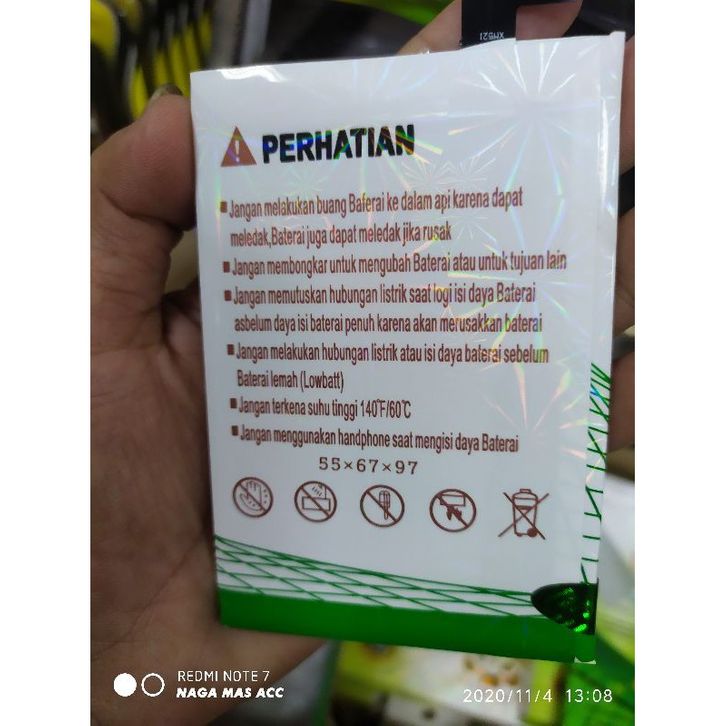 XM521
! PERHATIAN
Jangan melakukan buang Baferai ke dalam api karena dapat
meledak,Baterai juga dapat meledak jika rusak
Jangan membongkar untuk mengubah Baterai atau untuk tujuan lain
Jangan memutuskan hubungan listrik saat logi isi daya Baterai
asbelum daya isi baterai penuh karena akan merusakkan baterai
Jangan melakukan hubungan listrik atau isi daya baterai sebelum
Baterai lemah (Lowbatt)
Jangan terkena suhu tinggi 140℉/60℃
Jangan menggunakan handphone saat mengisi daya Baterai
55×67×97
REDMI NOTE 7
NAGA MAS ACC
2020/11/4 13:08